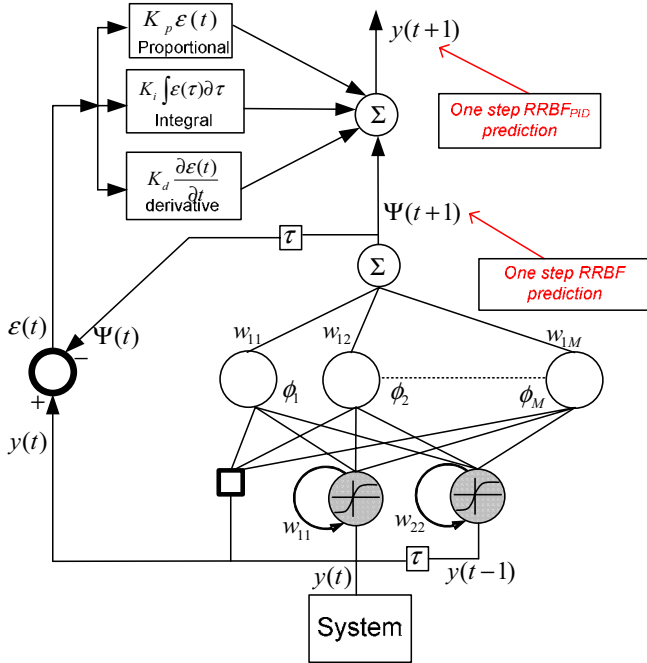 K_p ε(t)
Proportional
K_i ∫ε(τ)∂τ
Integral
K_d ∂ε(t)/∂t
derivative
Σ
y(t+1)
One step RRBF_PID
prediction
Ψ(t+1)
τ
Σ
One step RRBF
prediction
ε(t)
Ψ(t)
−
+
y(t)
w_11
w_12
w_1M
ϕ_1
ϕ_2
ϕ_M
w_11
w_22
y(t)
τ
y(t−1)
System